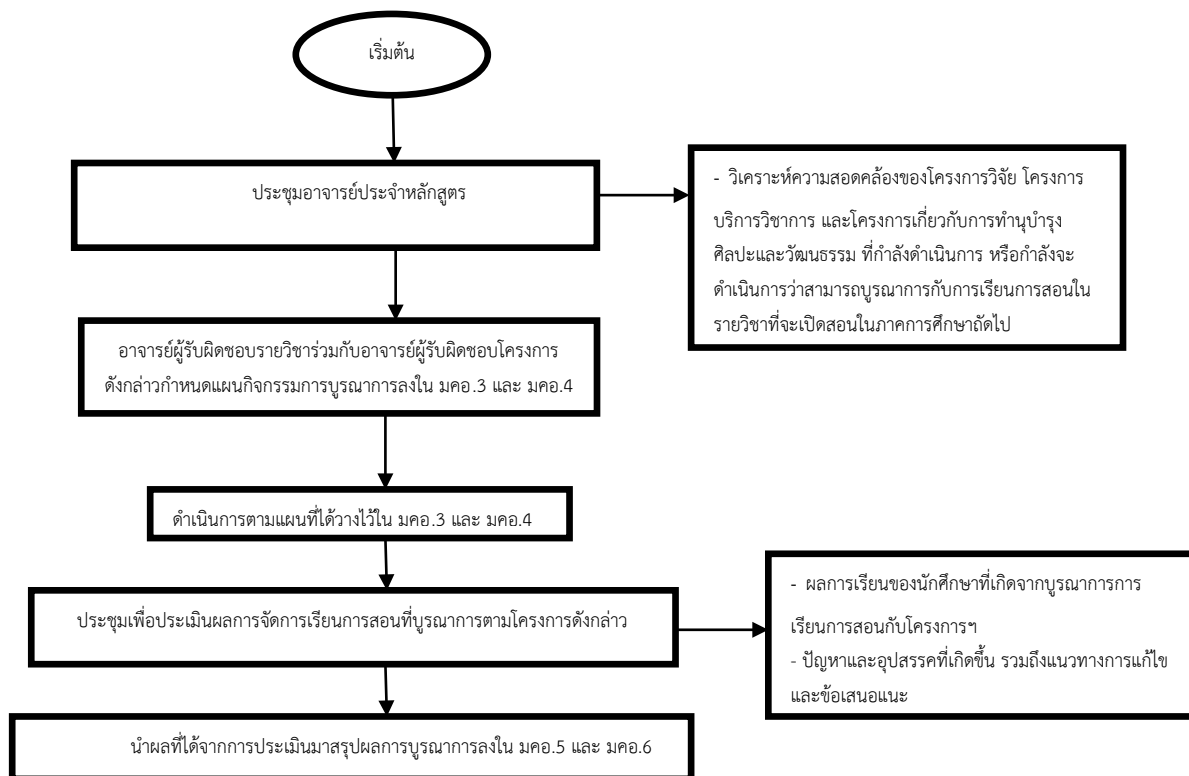 เริ่มต้น
ประชุมอาจารย์ประจำหลักสูตร
- วิเคราะห์ความสอดคล้องของโครงการวิจัย โครงการ
บริการวิชาการ และโครงการเกี่ยวกับการทำนุบำรุง
ศิลปะและวัฒนธรรม ที่กำลังดำเนินการ หรือกำลังจะ
ดำเนินการว่าสามารถบูรณาการกับการเรียนการสอนใน
รายวิชาที่จะเปิดสอนในภาคการศึกษาถัดไป
อาจารย์ผู้รับผิดชอบรายวิชาร่วมกับอาจารย์ผู้รับผิดชอบโครงการ
ดังกล่าวกำหนดแผนกิจกรรมการบูรณาการลงใน มคอ.3 และ มคอ.4
ดำเนินการตามแผนที่ได้วางไว้ใน มคอ.3 และ มคอ.4
ประชุมเพื่อประเมินผลการจัดการเรียนการสอนที่บูรณาการตามโครงการดังกล่าว
- ผลการเรียนของนักศึกษาที่เกิดจากบูรณาการการ
เรียนการสอนกับโครงการฯ
- ปัญหาและอุปสรรคที่เกิดขึ้น รวมถึงแนวทางการแก้ไข
และข้อเสนอแนะ
นำผลที่ได้จากการประเมินมาสรุปผลการบูรณาการลงใน มคอ.5 และ มคอ.6